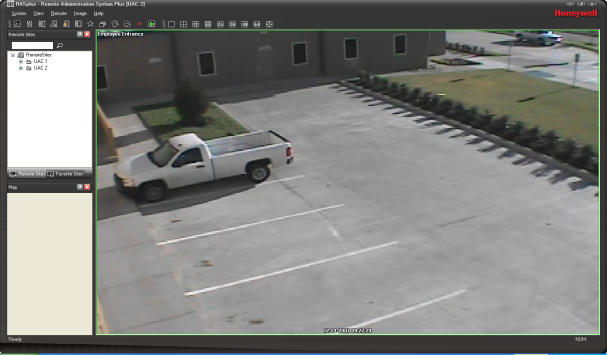 RASplus - Remote Administration System Plus [UAC 2]
System View Remote Image Help
Honeywell
Remote Sites
Employee Entrance
RemoteSites
UAC 1
UAC 2
Remote Sites Favorite Sites
Map
Ready
NUM